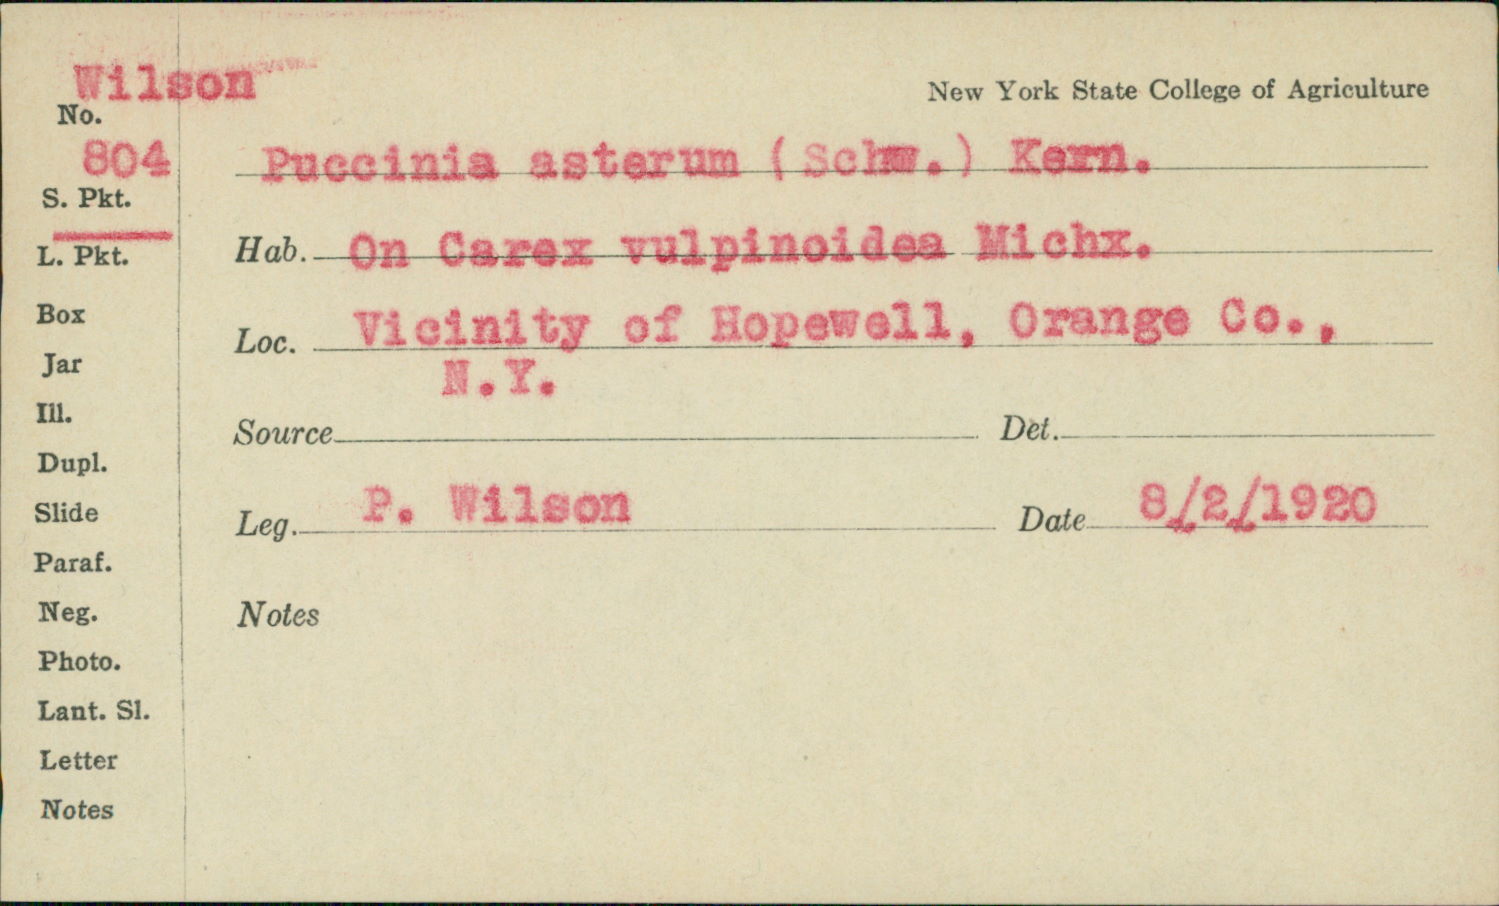 Wilson
No.
804
New York State College of Agriculture
Puccinia asterum (Schw.) Kern.
S. Pkt.
L. Pkt.
Hab. On Carex vulpinoidea Michx.
Box
Loc. Vicinity of Hopewell, Orange Co.,
N.Y.
Jar
Ill.
Source Det.
Dupl.
Slide
Leg. P. Wilson Date 8/2/1920
Paraf.
Neg.
Notes
Photo.
Lant. Sl.
Letter
Notes